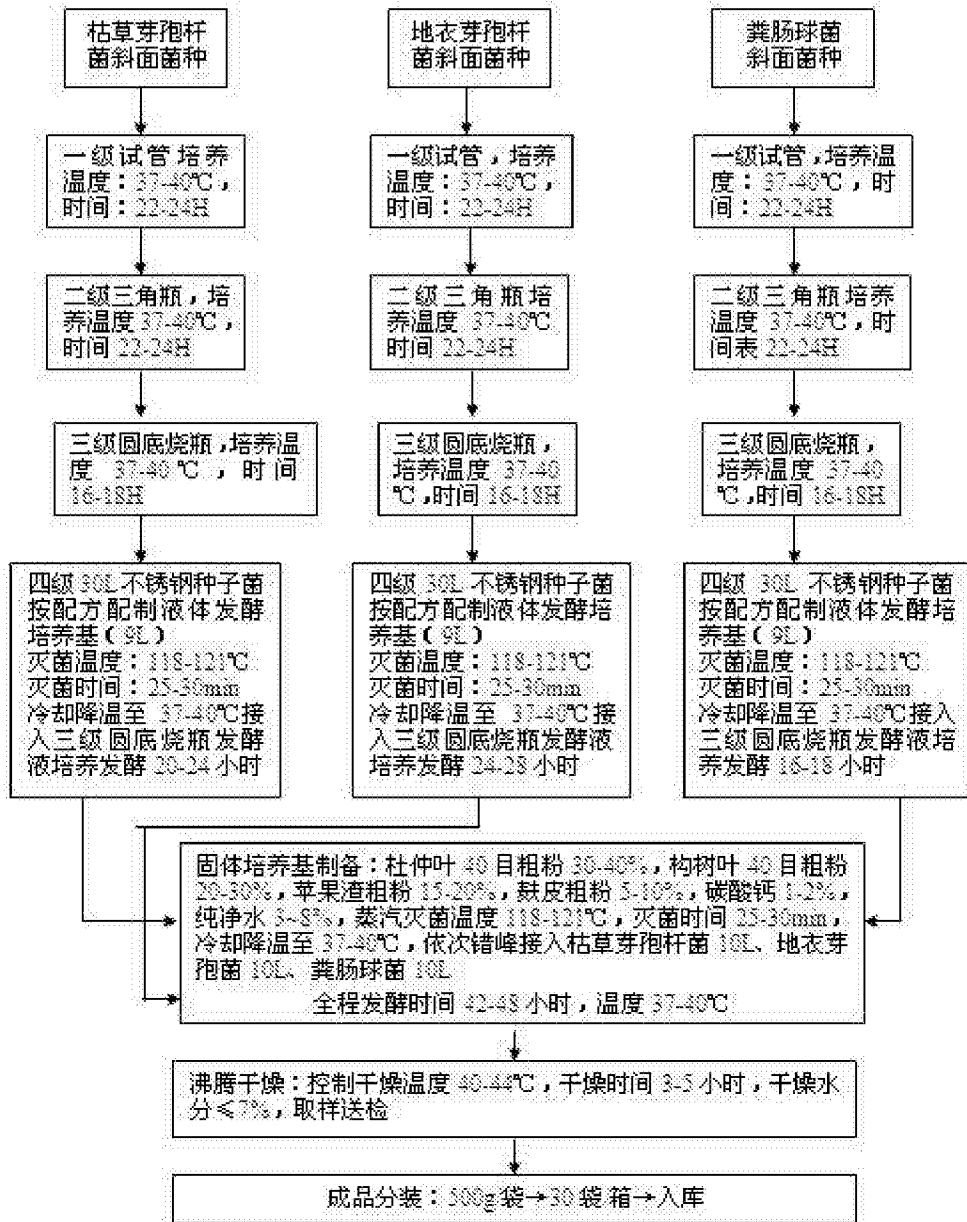 枯草芽孢杆
菌斜面菌种
地衣芽孢杆
菌斜面菌种
粪肠球菌
斜面菌种
一级试管培养
温度：37-40℃，
时间：22-24H
一级试管，培养
温度：37-40℃，
时间：22-24H
一级试管，培养温
度：37-40℃，时
间：22-24H
二级三角瓶，培
养温度 37-40℃，
时间 22-24H
二级三角瓶培
养温度 37-40℃
时间 22-24H
二级三角瓶培养
温度 37-40℃，时
间表 22-24H
三级圆底烧瓶，培养温
度 37-40℃，时间
16-18H
三级圆底烧瓶，
培养温度 37-40
℃，时间 16-18H
三级圆底烧瓶，
培养温度 37-40
℃，时间 16-18H
四级 30L 不锈钢种子菌
按配方配制液体发酵
培养基（9L）
灭菌温度：118-121℃
灭菌时间：25-30min
冷却降温至 37-40℃接
入三级圆底烧瓶发酵
液培养发酵 20-24 小时
四级 30L 不锈钢种子菌
按配方配制液体发酵培
养基（9L）
灭菌温度：118-121℃
灭菌时间：25-30min
冷却降温至 37-40℃接
入三级圆底烧瓶发酵液
培养发酵 24-28 小时
四级 30L 不锈钢种子菌
按配方配制液体发酵培
养基（9L）
灭菌温度：118-121℃
灭菌时间：25-30min
冷却降温至 37-40℃接入
三级圆底烧瓶发酵液培
养发酵 16-18 小时
固体培养基制备：杜仲叶 40 目粗粉 30-40%，构树叶 40 目粗粉
20-30%，苹果渣粗粉 15-20%，麸皮粗粉 5-10%，碳酸钙 1-2%，
纯净水 3~8%，蒸汽灭菌温度 118-121℃，灭菌时间 25-30mm，
冷却降温至 37-40℃，依次错峰接入枯草芽孢杆菌 10L、地衣芽
孢菌 10L、粪肠球菌 10L
全程发酵时间 42-48 小时，温度 37-40℃
沸腾干燥：控制干燥温度 40-44℃，干燥时间 3-5 小时，干燥水
分≤7%，取样送检
成品分装：500g 袋→30 袋 箱→入库